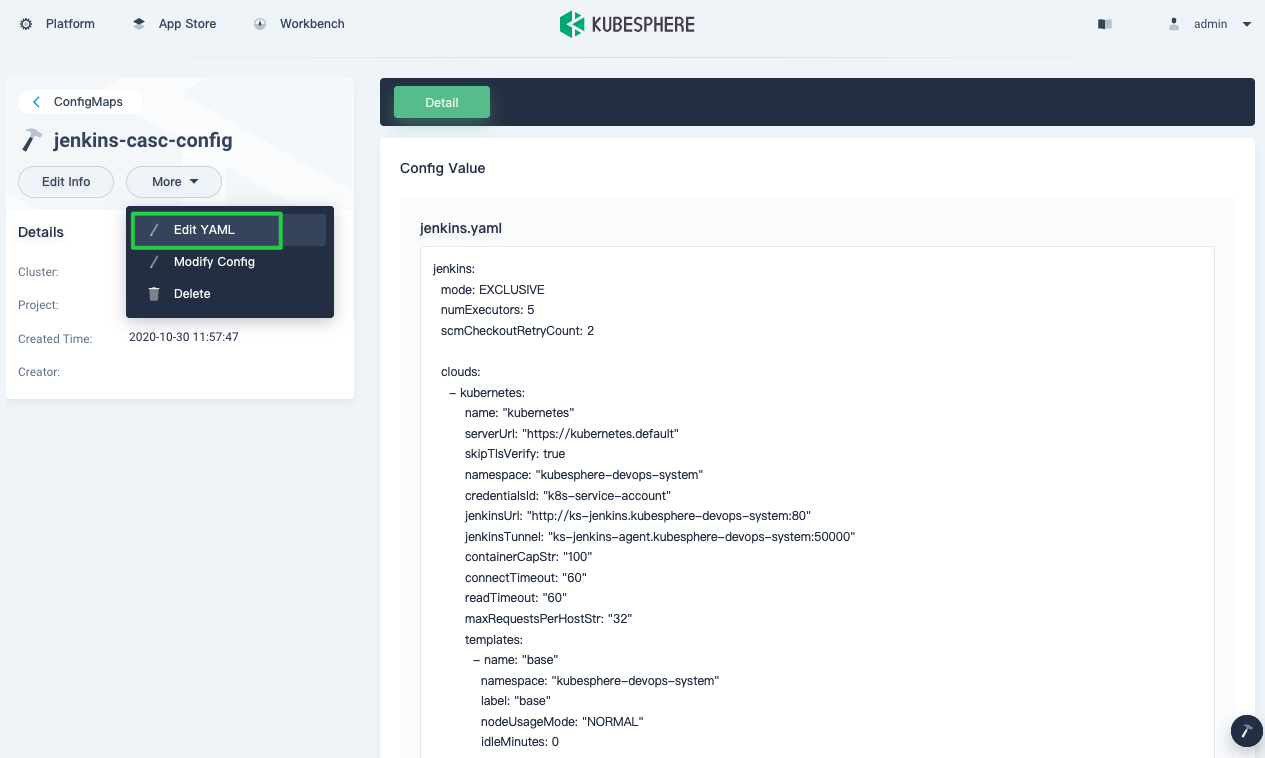 Platform
App Store
Workbench
KUBESPHERE
admin
ConfigMaps
jenkins-casc-config
Edit Info
More
Edit YAML
Modify Config
Delete
Details
Cluster:
Project:
Created Time:
2020-10-30 11:57:47
Creator:
Detail
Config Value
jenkins.yaml
jenkins:
mode: EXCLUSIVE
numExecutors: 5
scmCheckoutRetryCount: 2
clouds:
- kubernetes:
name: "kubernetes"
serverUrl: "https://kubernetes.default"
skipTlsVerify: true
namespace: "kubesphere-devops-system"
credentialsId: "k8s-service-account"
jenkinsUrl: "http://ks-jenkins.kubesphere-devops-system:80"
jenkinsTunnel: "ks-jenkins-agent.kubesphere-devops-system:50000"
containerCapStr: "100"
connectTimeout: "60"
readTimeout: "60"
maxRequestsPerHostStr: "32"
templates:
- name: "base"
namespace: "kubesphere-devops-system"
label: "base"
nodeUsageMode: "NORMAL"
idleMinutes: 0